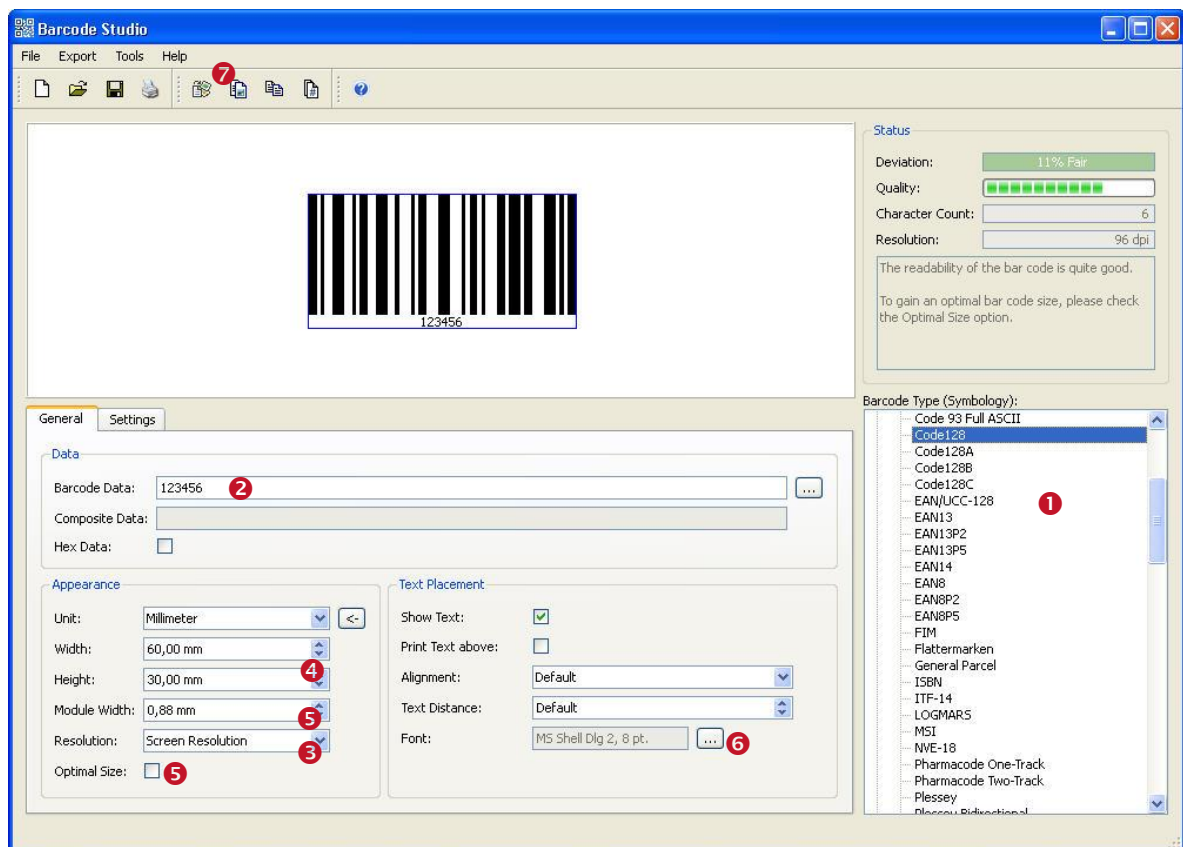 Barcode Studio
File Export Tools Help
7
123456
Status
Deviation: 11% Fair
Quality:
Character Count: 6
Resolution: 96 dpi
The readability of the bar code is quite good.
To gain an optimal bar code size, please check
the Optimal Size option.
General Settings
Data
Barcode Data: 123456 2 ...
Composite Data:
Hex Data:
Appearance
Unit: Millimeter <-
Width: 60,00 mm
Height: 30,00 mm 4
Module Width: 0,88 mm 5
Resolution: Screen Resolution 3
Optimal Size: 5
Text Placement
Show Text:
Print Text above:
Alignment: Default
Text Distance: Default
Font: MS Shell Dlg 2, 8 pt. ... 6
Barcode Type (Symbology):
Code 93 Full ASCII
Code128
Code128A
Code128B
Code128C
EAN/UCC-128 1
EAN13
EAN13P2
EAN13P5
EAN14
EAN8
EAN8P2
EAN8P5
FIM
Flattermarken
General Parcel
ISBN
ITF-14
LOGMARS
MSI
NVE-18
Pharmacode One-Track
Pharmacode Two-Track
Plessey
Plessey Bidirectional